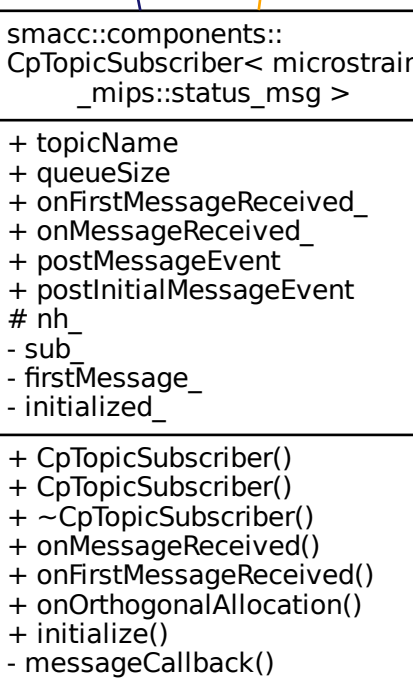 smacc::components::
CpTopicSubscriber< microstrain
_mips::status_msg >
+ topicName
+ queueSize
+ onFirstMessageReceived_
+ onMessageReceived_
+ postMessageEvent
+ postInitialMessageEvent
# nh_
- sub_
- firstMessage_
- initialized_
+ CpTopicSubscriber()
+ CpTopicSubscriber()
+ ~CpTopicSubscriber()
+ onMessageReceived()
+ onFirstMessageReceived()
+ onOrthogonalAllocation()
+ initialize()
- messageCallback()